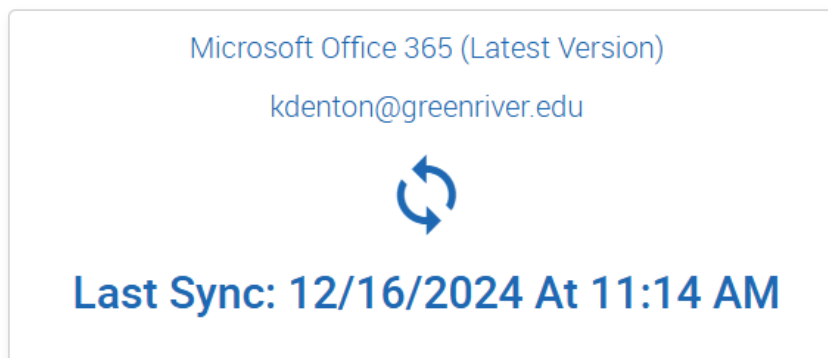 Microsoft Office 365 (Latest Version)
kdenton@greenriver.edu
Last Sync: 12/16/2024 At 11:14 AM